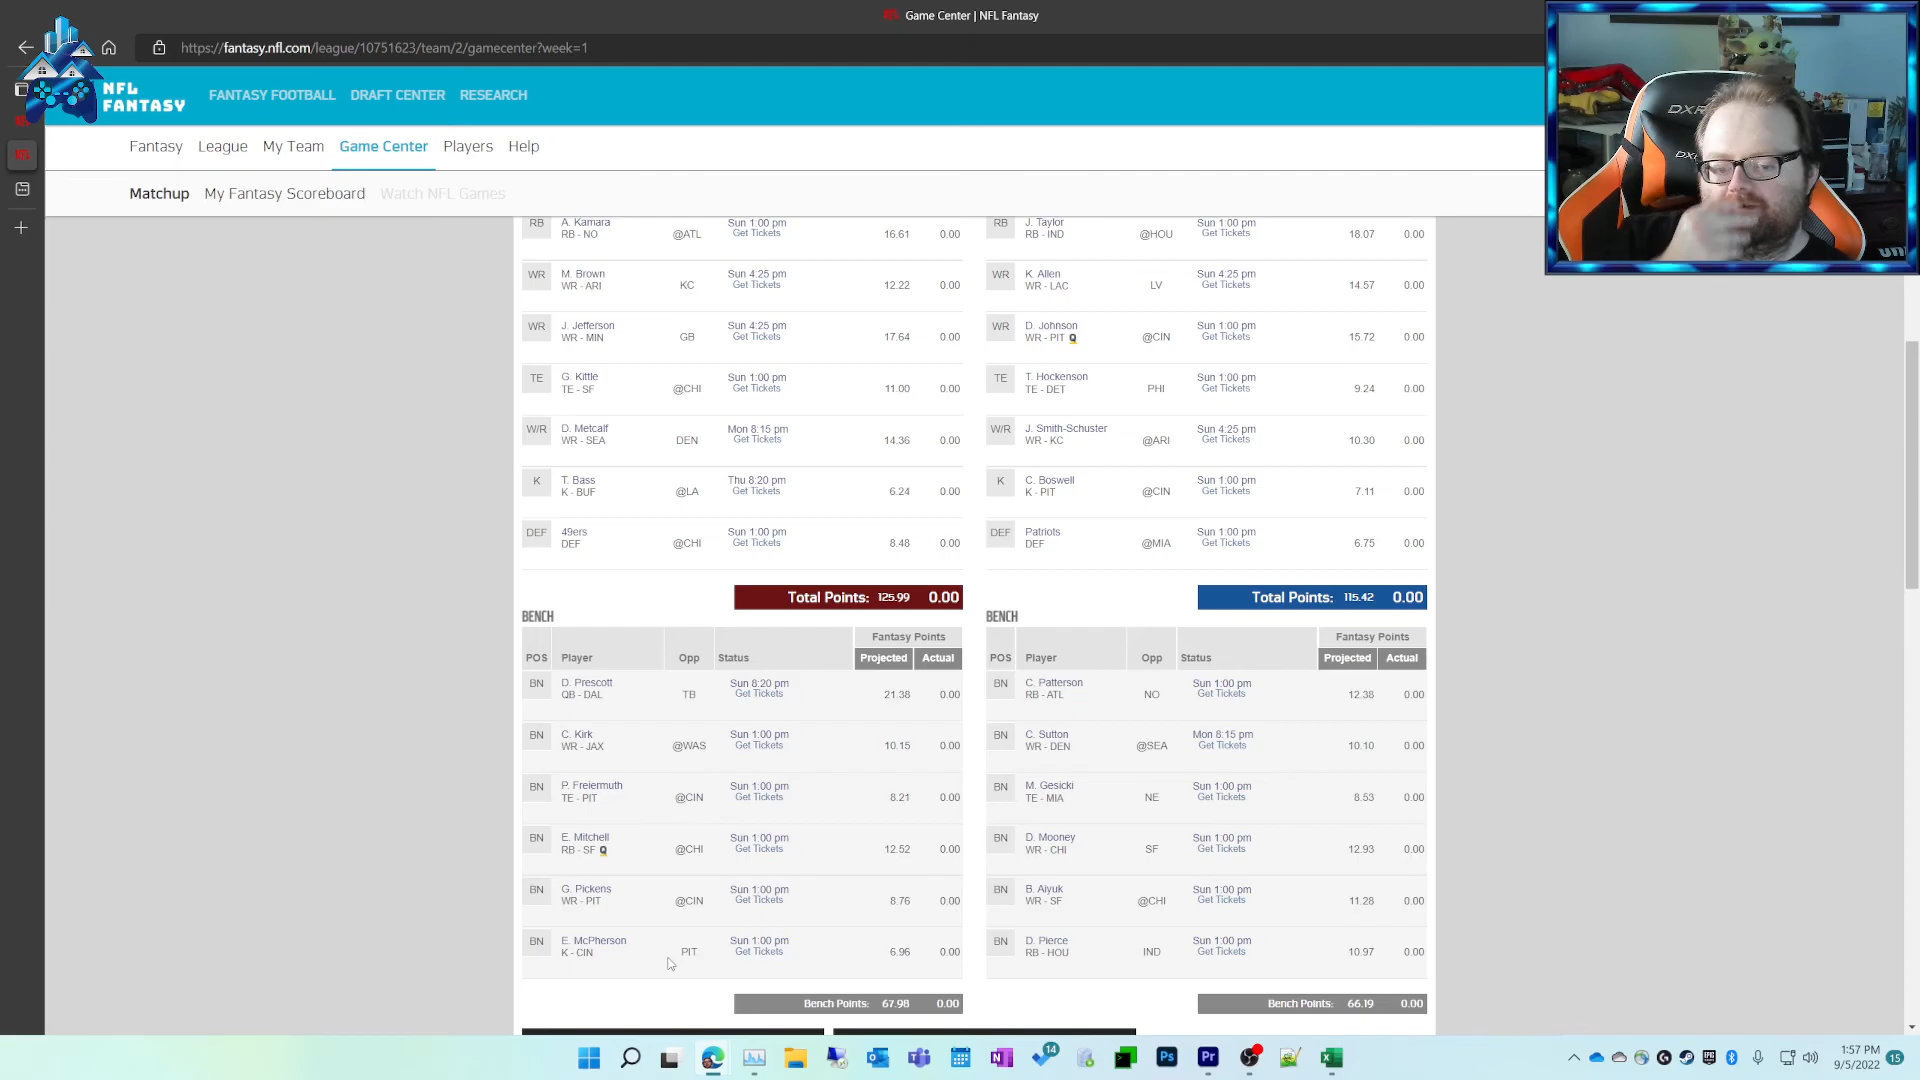 Game Center | NFL Fantasy
https://fantasy.nfl.com/league/10751623/team/2/gamecenter?week=1
NFL FANTASY
FANTASY FOOTBALL DRAFT CENTER RESEARCH
Fantasy League My Team Game Center Players Help
Matchup My Fantasy Scoreboard Watch NFL Games
RB A. Kamara RB - NO @ATL Sun 1:00 pm Get Tickets 16.61 0.00
RB J. Taylor RB - IND @HOU Sun 1:00 pm Get Tickets 18.07 0.00
WR M. Brown WR - ARI KC Sun 4:25 pm Get Tickets 12.22 0.00
WR K. Allen WR - LAC LV Sun 4:25 pm Get Tickets 14.57 0.00
WR J. Jefferson WR - MIN GB Sun 4:25 pm Get Tickets 17.64 0.00
WR D. Johnson WR - PIT Q @CIN Sun 1:00 pm Get Tickets 15.72 0.00
TE G. Kittle TE - SF @CHI Sun 1:00 pm Get Tickets 11.00 0.00
TE T. Hockenson TE - DET PHI Sun 1:00 pm Get Tickets 9.24 0.00
W/R D. Metcalf WR - SEA DEN Mon 8:15 pm Get Tickets 14.36 0.00
W/R J. Smith-Schuster WR - KC @ARI Sun 4:25 pm Get Tickets 10.30 0.00
K T. Bass K - BUF @LA Thu 8:20 pm Get Tickets 6.24 0.00
K C. Boswell K - PIT @CIN Sun 1:00 pm Get Tickets 7.11 0.00
DEF 49ers DEF @CHI Sun 1:00 pm Get Tickets 8.48 0.00
DEF Patriots DEF @MIA Sun 1:00 pm Get Tickets 6.75 0.00
Total Points: 125.99 0.00
Total Points: 115.42 0.00
BENCH
BENCH
POS Player Opp Status Fantasy Points Projected Actual
POS Player Opp Status Fantasy Points Projected Actual
BN D. Prescott QB - DAL TB Sun 8:20 pm Get Tickets 21.38 0.00
BN C. Patterson RB - ATL NO Sun 1:00 pm Get Tickets 12.38 0.00
BN C. Kirk WR - JAX @WAS Sun 1:00 pm Get Tickets 10.15 0.00
BN C. Sutton WR - DEN @SEA Mon 8:15 pm Get Tickets 10.10 0.00
BN P. Freiermuth TE - PIT @CIN Sun 1:00 pm Get Tickets 8.21 0.00
BN M. Gesicki TE - MIA NE Sun 1:00 pm Get Tickets 8.53 0.00
BN E. Mitchell RB - SF Q @CHI Sun 1:00 pm Get Tickets 12.52 0.00
BN D. Mooney WR - CHI SF Sun 1:00 pm Get Tickets 12.93 0.00
BN G. Pickens WR - PIT @CIN Sun 1:00 pm Get Tickets 8.76 0.00
BN B. Aiyuk WR - SF @CHI Sun 1:00 pm Get Tickets 11.28 0.00
BN E. McPherson K - CIN PIT Sun 1:00 pm Get Tickets 6.96 0.00
BN D. Pierce RB - HOU IND Sun 1:00 pm Get Tickets 10.97 0.00
Bench Points: 67.98 0.00
Bench Points: 66.19 0.00
14
Ps
Pr
1:57 PM
9/5/2022
15